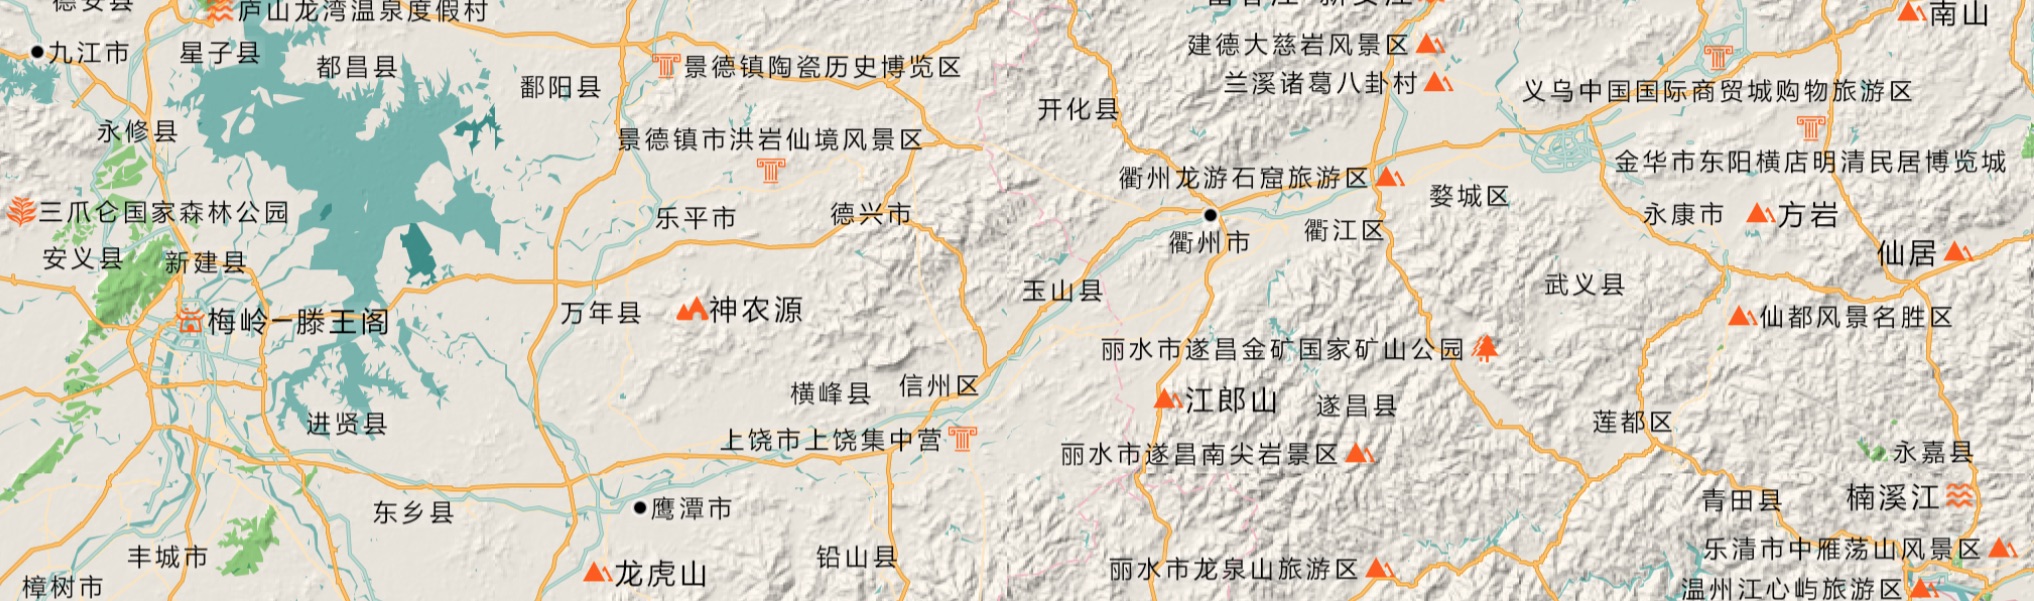 德安县
庐山龙湾温泉度假村
南山
九江市
星子县
都昌县
鄱阳县
景德镇陶瓷历史博览区
建德大慈岩风景区
兰溪诸葛八卦村
义乌中国国际商贸城购物旅游区
开化县
永修县
景德镇市洪岩仙境风景区
金华市东阳横店明清民居博览城
衢州龙游石窟旅游区
婺城区
三爪仑国家森林公园
乐平市
德兴市
永康市
方岩
衢州市
衢江区
安义县
新建县
仙居
玉山县
武义县
万年县
神农源
梅岭—滕王阁
仙都风景名胜区
丽水市遂昌金矿国家矿山公园
横峰县
信州区
江郎山
遂昌县
进贤县
莲都区
上饶市上饶集中营
丽水市遂昌南尖岩景区
永嘉县
东乡县
鹰潭市
青田县
楠溪江
丰城市
铅山县
乐清市中雁荡山风景区
龙虎山
丽水市龙泉山旅游区
樟树市
温州江心屿旅游区